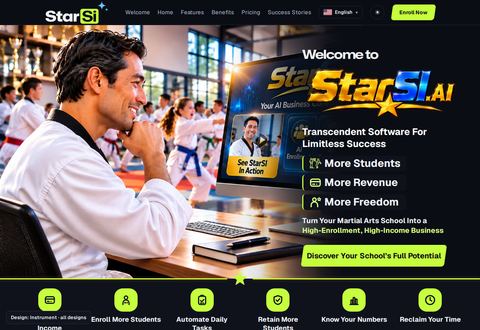 StarSi
Welcome
Home
Features
Benefits
Pricing
Success Stories
English
Enroll Now
Welcome to
StarSI.AI
Transcendent Software For
Limitless Success
More Students
More Revenue
More Freedom
Turn Your Martial Arts School Into a
High-Enrollment, High-Income Business
Discover Your School's Full Potential
Sta
Your AI Business
See StarSI
in Action
AI
Design: Instrument · all designs
Income
Enroll More Students
Automate Daily
Tasks
Retain More
Students
Know Your Numbers
Reclaim Your Time